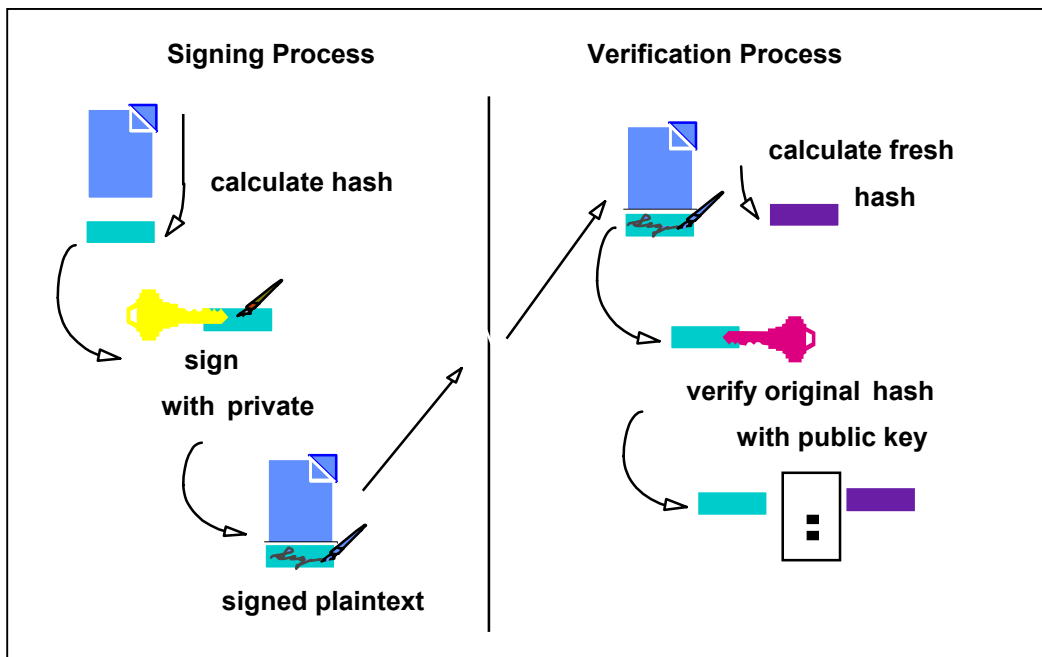 Signing Process
calculate hash
sign
with private
signed plaintext
Verification Process
calculate fresh
hash
verify original hash
with public key